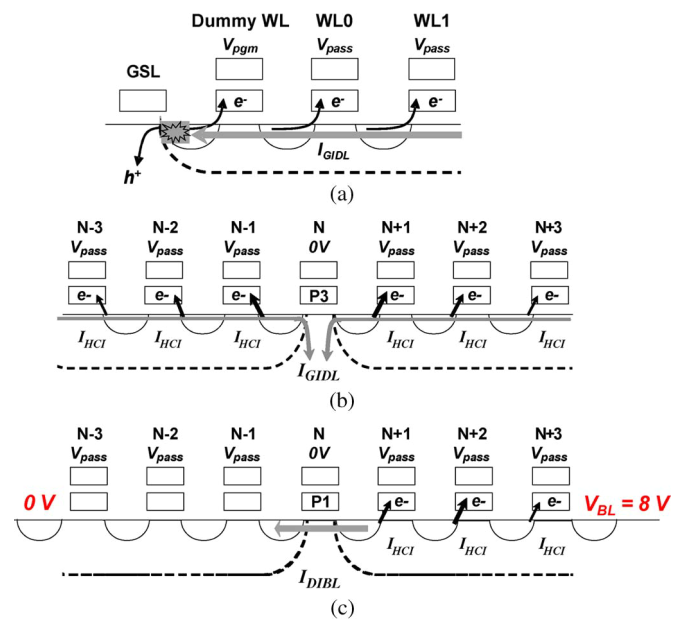 Dummy WL WL0 WL1
Vpgm Vpass Vpass
GSL
e- e- e-
IGIDL
h+
(a)
N-3 N-2 N-1 N N+1 N+2 N+3
Vpass Vpass Vpass 0V Vpass Vpass Vpass
e- e- e- P3 e- e- e-
IHCI IHCI IHCI IHCI IHCI IHCI
IGIDL
(b)
N-3 N-2 N-1 N N+1 N+2 N+3
Vpass Vpass Vpass 0V Vpass Vpass Vpass
0 V P1 e- e- e- VBL = 8 V
IHCI IHCI IHCI
IDIBL
(c)